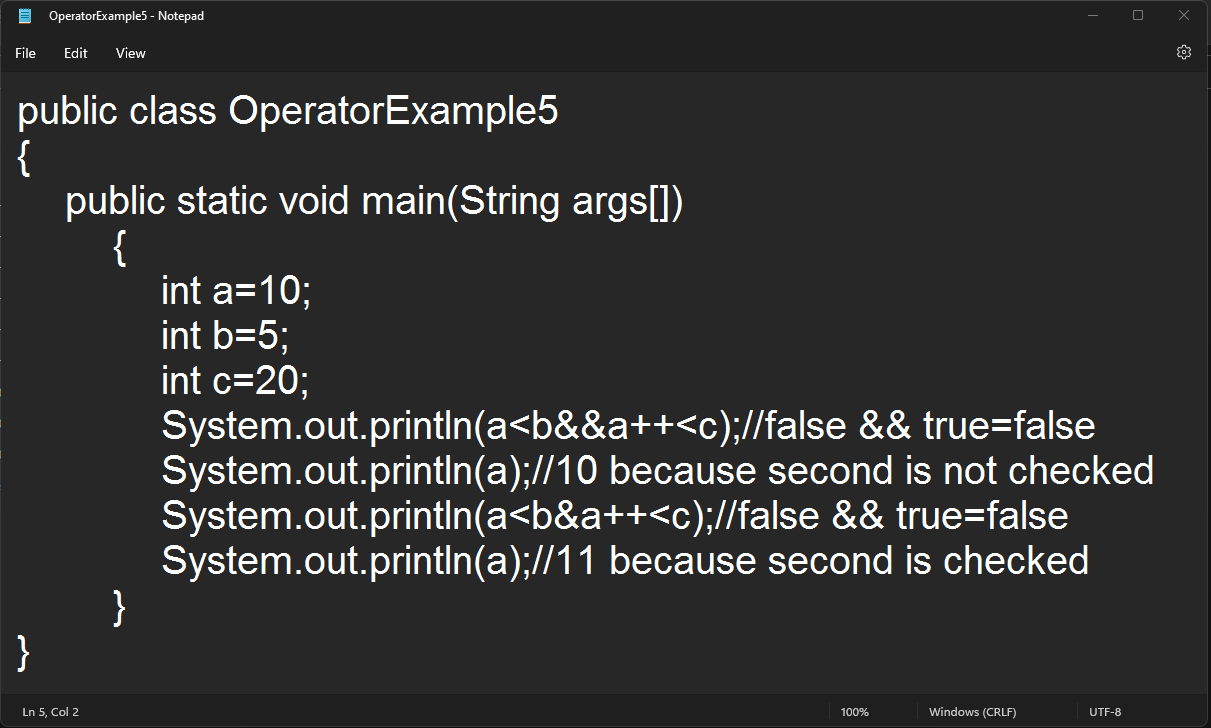 OperatorExample5 - Notepad
File Edit View
public class OperatorExample5
{
public static void main(String args[])
{
int a=10;
int b=5;
int c=20;
System.out.println(a<b&&a++<c);//false && true=false
System.out.println(a);//10 because second is not checked
System.out.println(a<b&a++<c);//false && true=false
System.out.println(a);//11 because second is checked
}
}
Ln 5, Col 2 100% Windows (CRLF) UTF-8